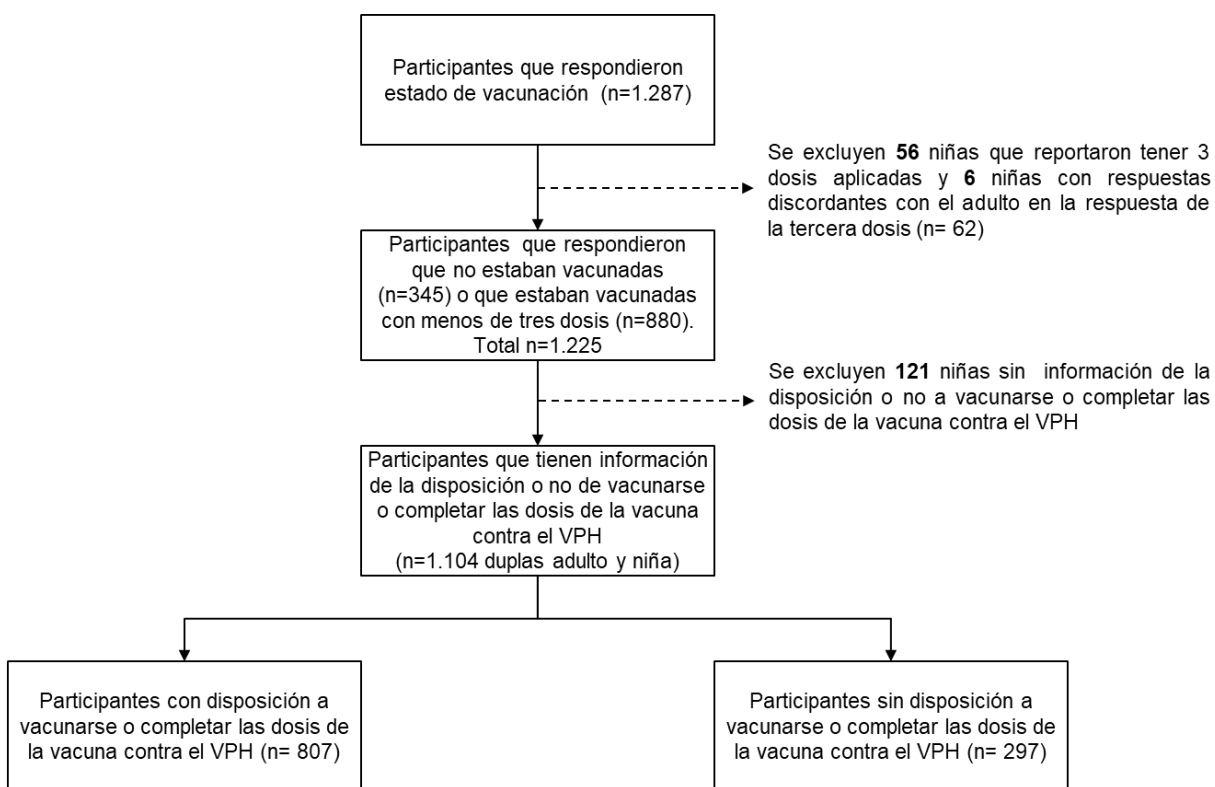 Participantes que respondieron
estado de vacunación (n=1.287)
Se excluyen 56 niñas que reportaron tener 3
dosis aplicadas y 6 niñas con respuestas
discordantes con el adulto en la respuesta de
la tercera dosis (n= 62)
Participantes que respondieron
que no estaban vacunadas
(n=345) o que estaban vacunadas
con menos de tres dosis (n=880).
Total n=1.225
Se excluyen 121 niñas sin información de la
disposición o no a vacunarse o completar las
dosis de la vacuna contra el VPH
Participantes que tienen información
de la disposición o no de vacunarse
o completar las dosis de la vacuna
contra el VPH
(n=1.104 duplas adulto y niña)
Participantes con disposición a
vacunarse o completar las dosis de
la vacuna contra el VPH (n= 807)
Participantes sin disposición a
vacunarse o completar las dosis de
la vacuna contra el VPH (n= 297)